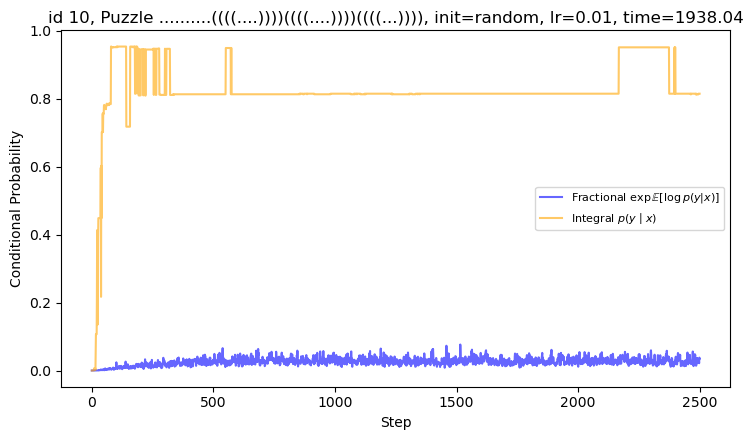 id 10, Puzzle ..........((((....))))((((....))))((((...)))), init=random, lr=0.01, time=1938.04
Conditional Probability
1.0
0.8
0.6
0.4
0.2
0.0
Fractional exp𝔼[log p(y|x)]
Integral p(y | x)
0
500
1000
1500
2000
2500
Step